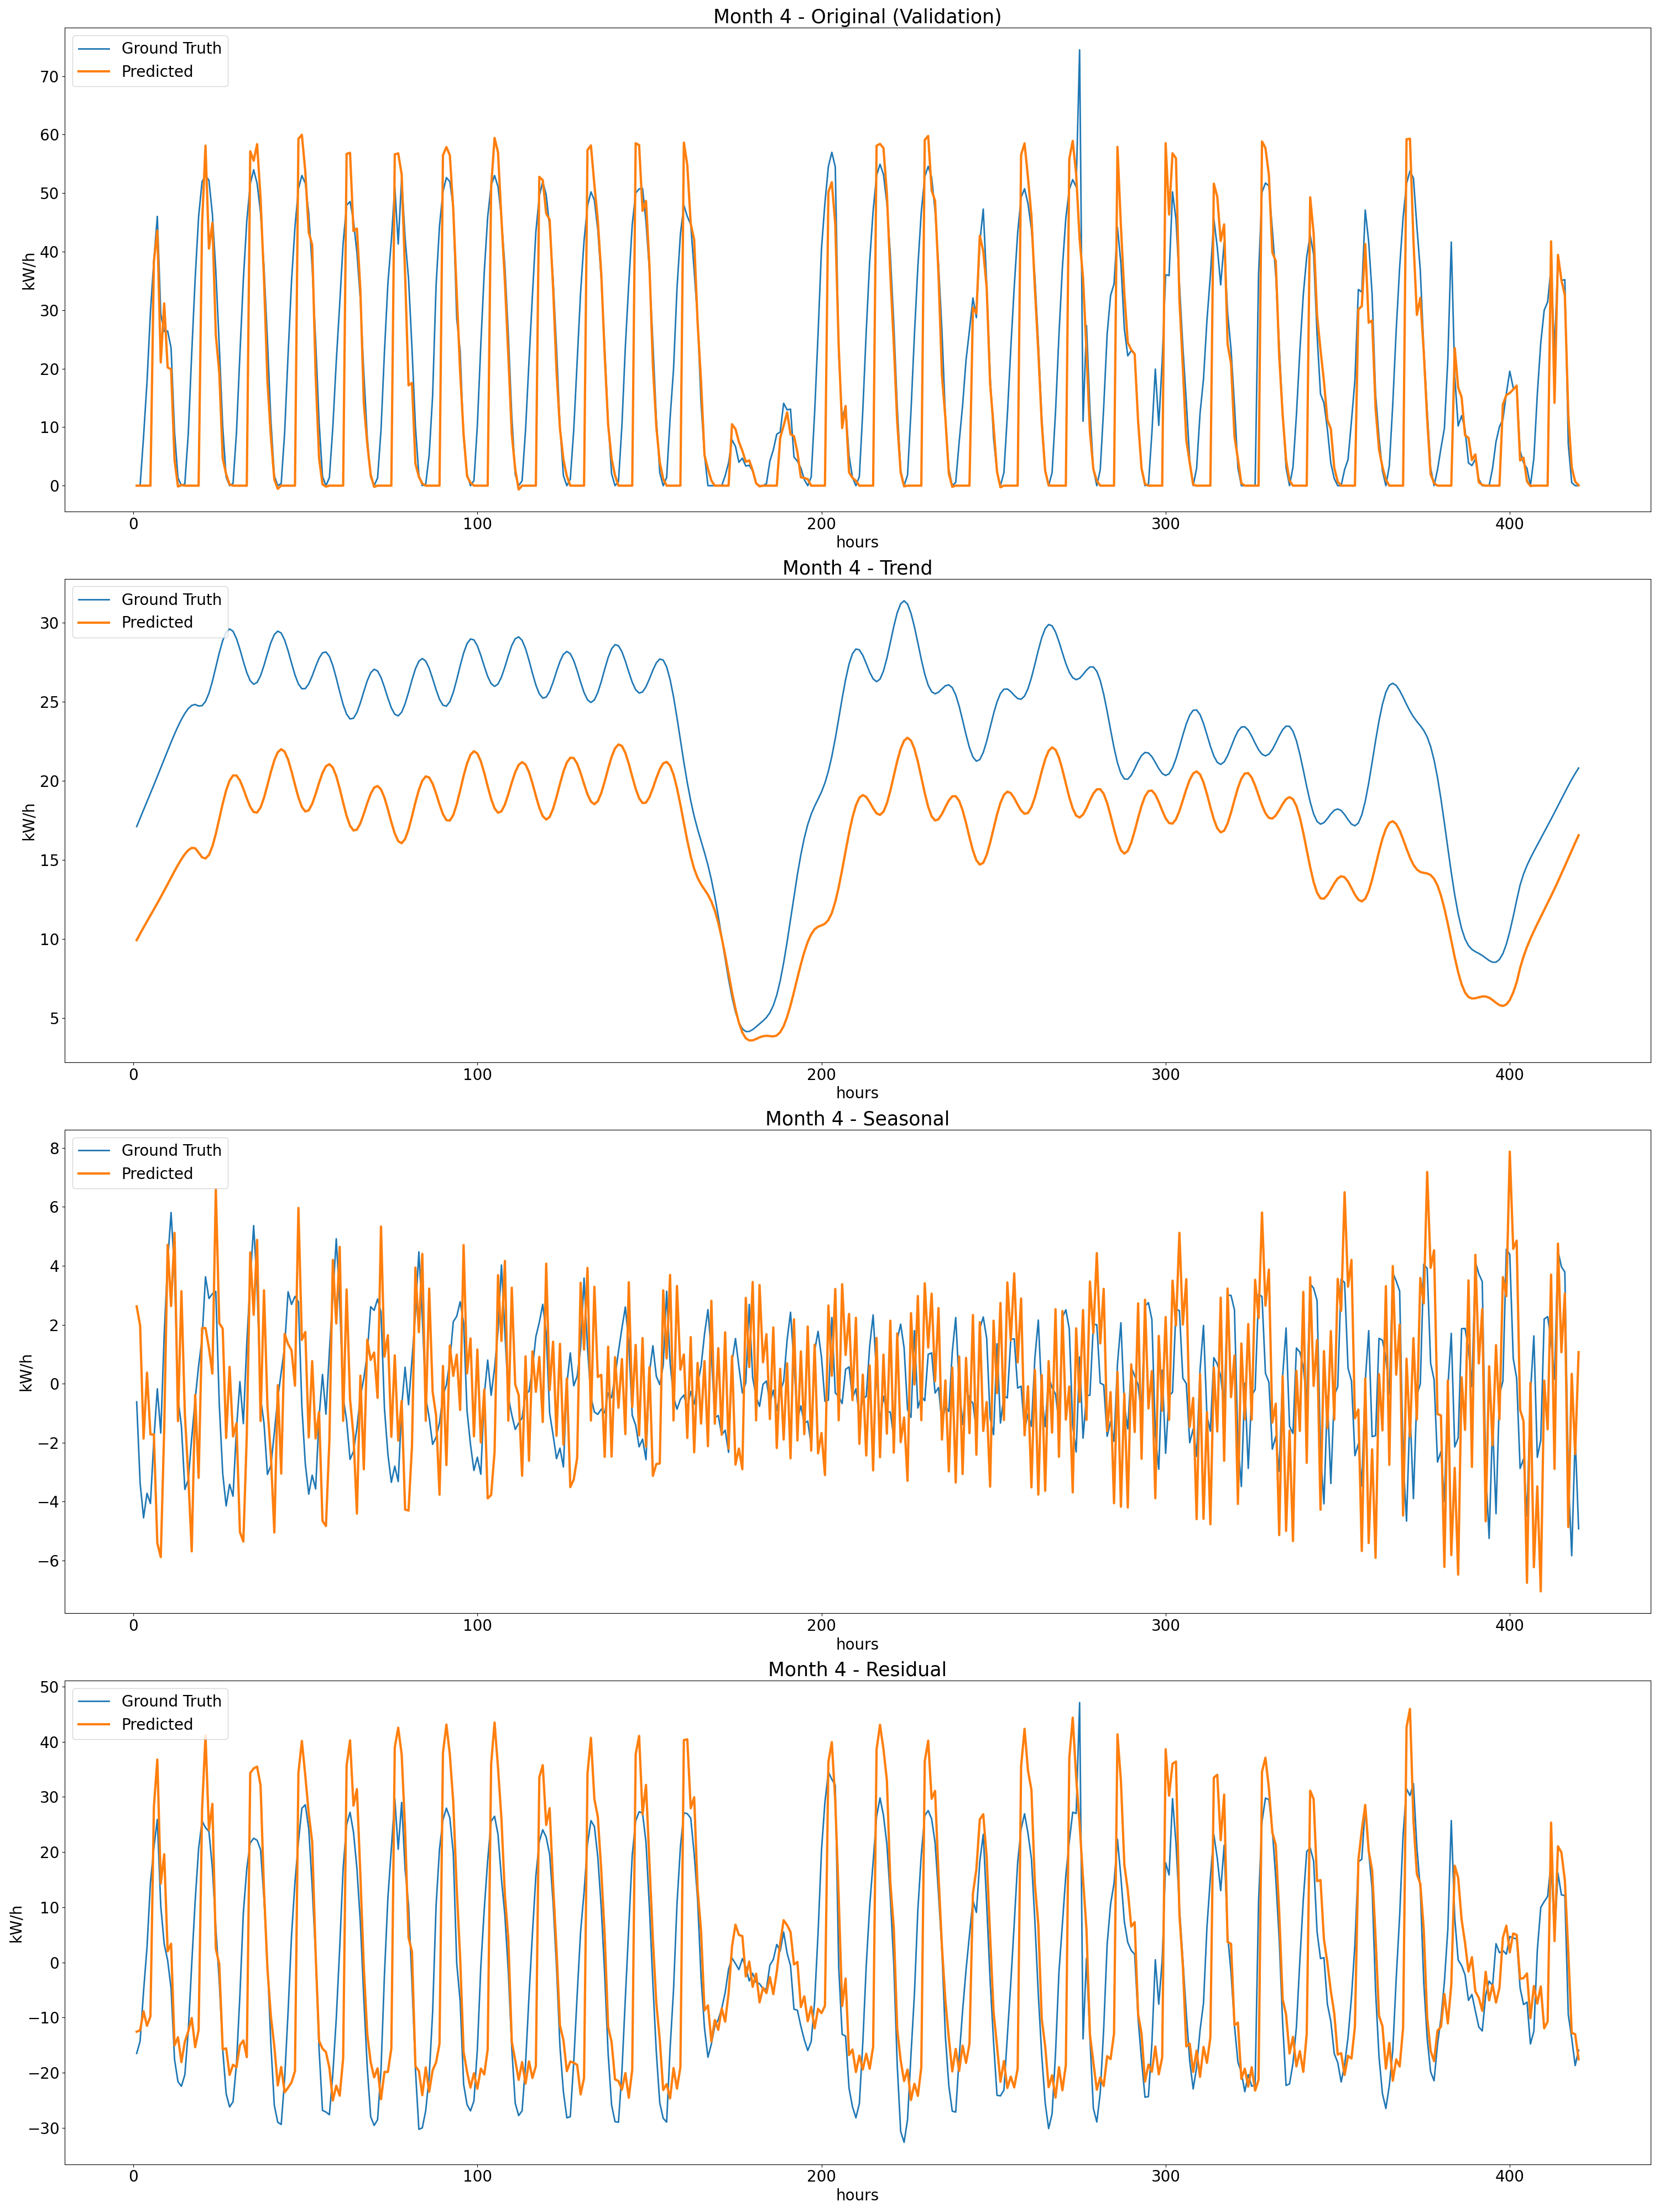 Month 4 - Original (Validation)
Ground Truth
Predicted
70
60
50
40
30
20
10
0
kW/h
0 100 200 300 400
hours
Month 4 - Trend
Ground Truth
Predicted
30
25
20
15
10
5
kW/h
0 100 200 300 400
hours
Month 4 - Seasonal
Ground Truth
Predicted
8
6
4
2
0
−2
−4
−6
kW/h
0 100 200 300 400
hours
Month 4 - Residual
Ground Truth
Predicted
50
40
30
20
10
0
−10
−20
−30
kW/h
0 100 200 300 400
hours